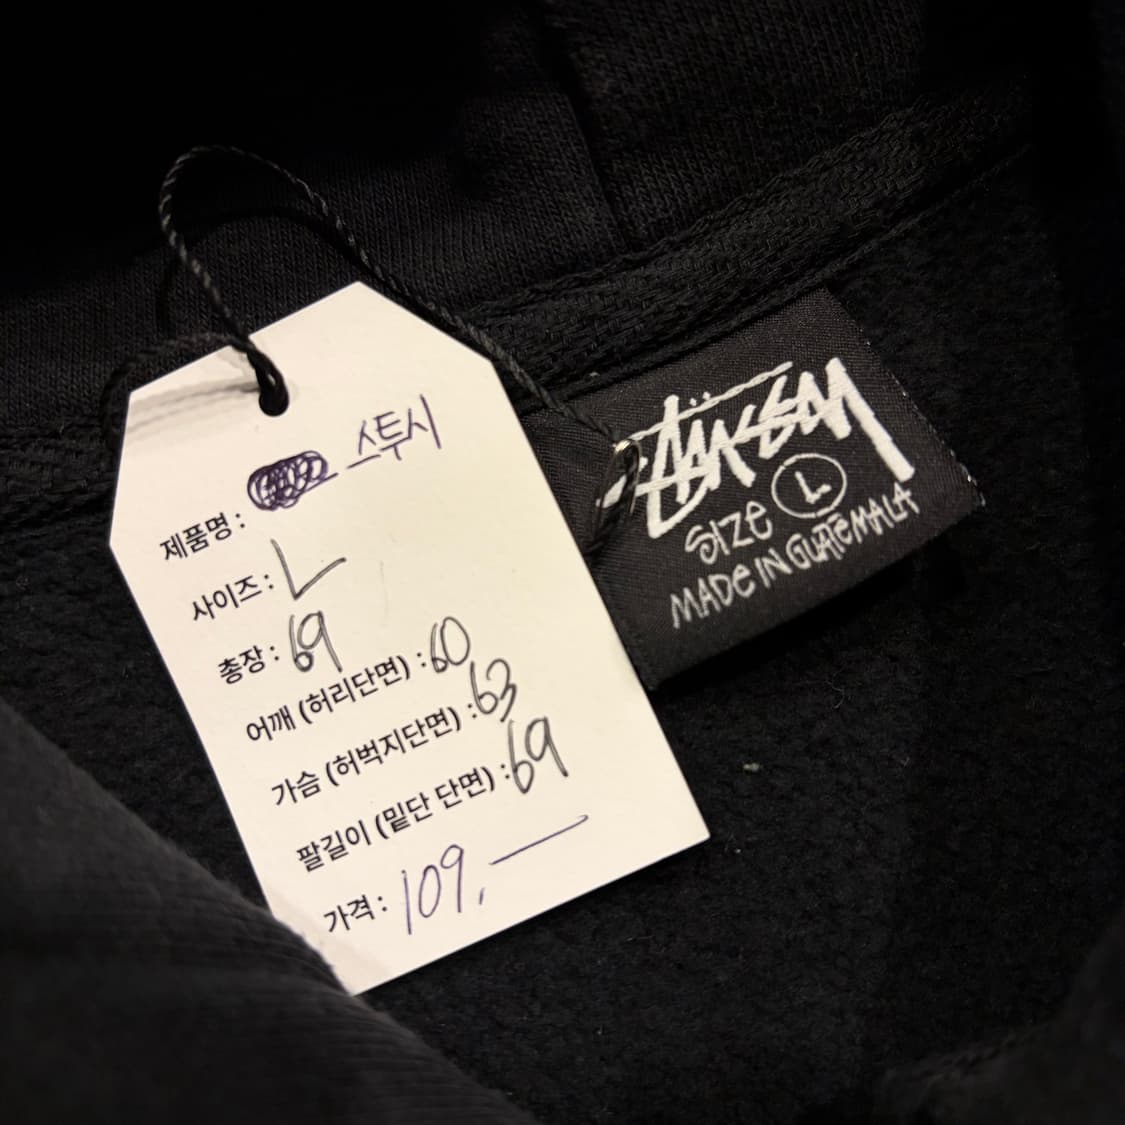 제품명 : 스투시
사이즈 : L
총장 : 69
어깨 (허리단면) : 60
가슴 (허벅지단면) : 63
팔길이 (밑단 단면) : 69
가격 : 109,—
STÜSSY
SIZE L
MADE IN GUATEMALA